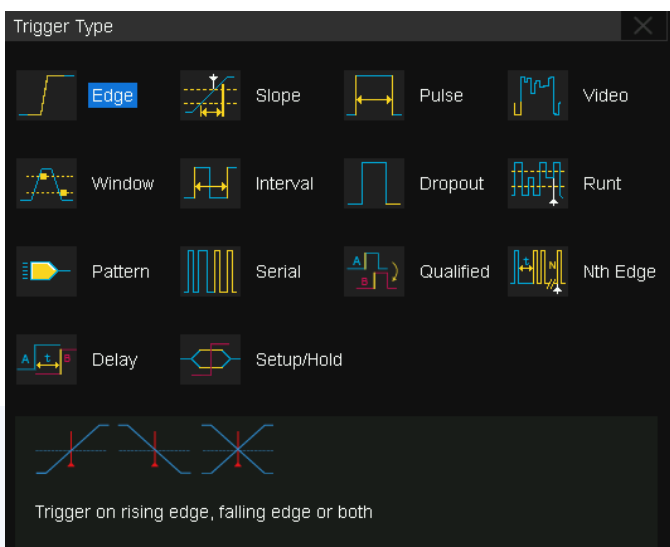 Trigger Type
Edge Slope Pulse Video
Window Interval Dropout Runt
Pattern Serial A B Qualified t N Nth Edge
A t B Delay Setup/Hold
Trigger on rising edge, falling edge or both